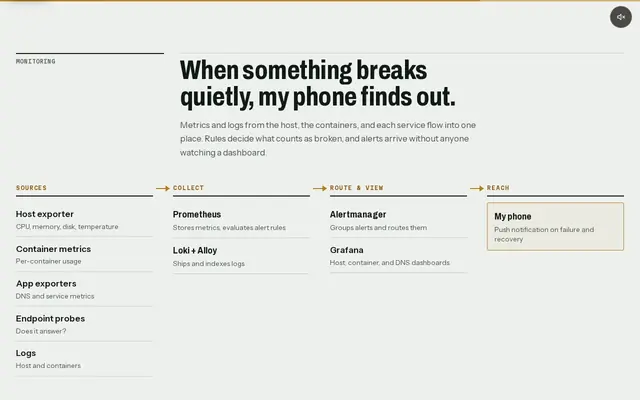 MONITORING
When something breaks
quietly, my phone finds out.
Metrics and logs from the host, the containers, and each service flow into one
place. Rules decide what counts as broken, and alerts arrive without anyone
watching a dashboard.
SOURCES
Host exporter
CPU, memory, disk, temperature
Container metrics
Per-container usage
App exporters
DNS and service metrics
Endpoint probes
Does it answer?
Logs
Host and containers
COLLECT
Prometheus
Stores metrics, evaluates alert rules
Loki + Alloy
Ships and indexes logs
ROUTE & VIEW
Alertmanager
Groups alerts and routes them
Grafana
Host, container, and DNS dashboards
REACH
My phone
Push notification on failure and
recovery